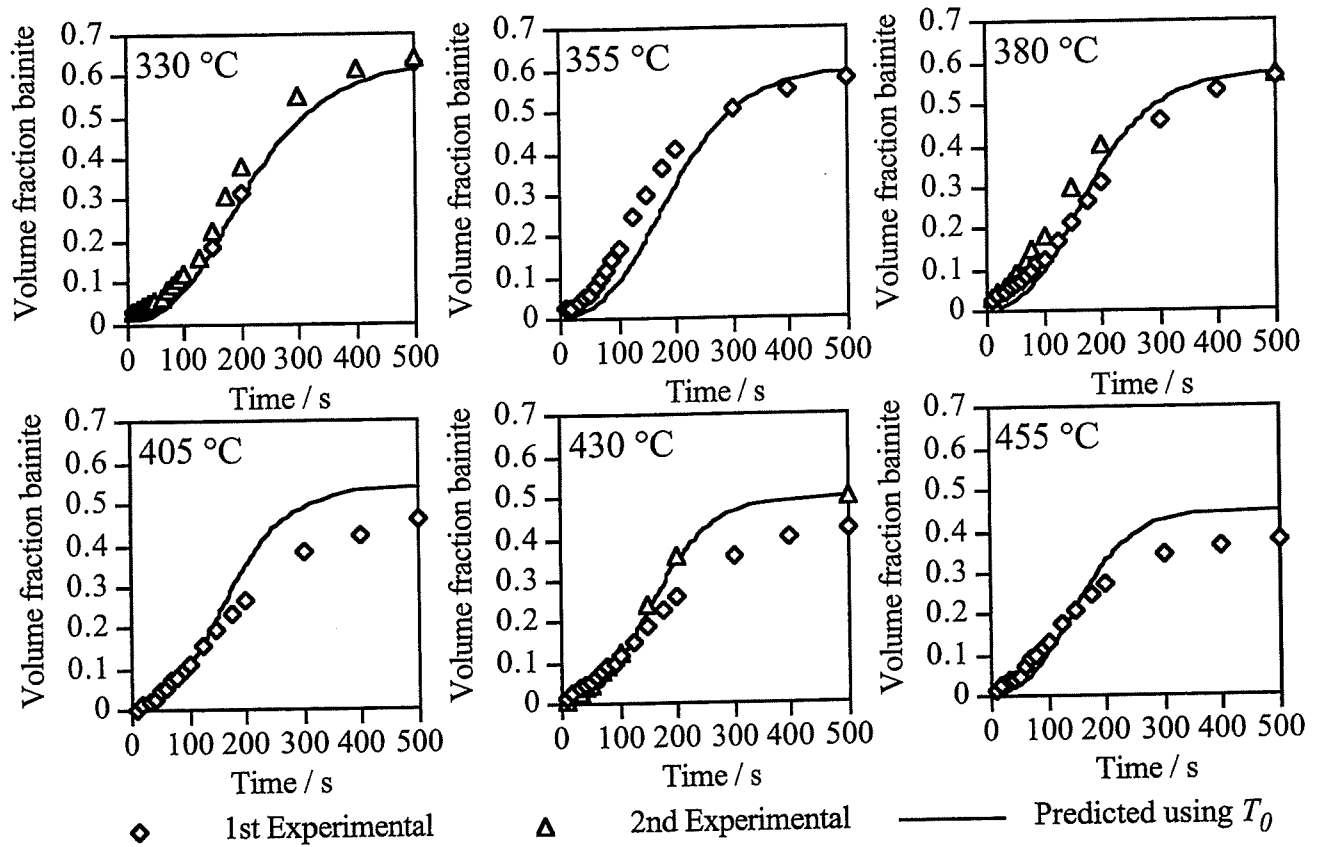 Volume fraction bainite
0.7
0.6
0.5
0.4
0.3
0.2
0.1
0
330 °C
0 100 200 300 400 500
Time / s
Volume fraction bainite
0.7
0.6
0.5
0.4
0.3
0.2
0.1
0
355 °C
0 100 200 300 400 500
Time / s
Volume fraction bainite
0.7
0.6
0.5
0.4
0.3
0.2
0.1
0
380 °C
0 100 200 300 400 500
Time / s
Volume fraction bainite
0.7
0.6
0.5
0.4
0.3
0.2
0.1
0
405 °C
0 100 200 300 400 500
Time / s
Volume fraction bainite
0.7
0.6
0.5
0.4
0.3
0.2
0.1
0
430 °C
0 100 200 300 400 500
Time / s
Volume fraction bainite
0.7
0.6
0.5
0.4
0.3
0.2
0.1
0
455 °C
0 100 200 300 400 500
Time / s
1st Experimental
2nd Experimental
Predicted using T0